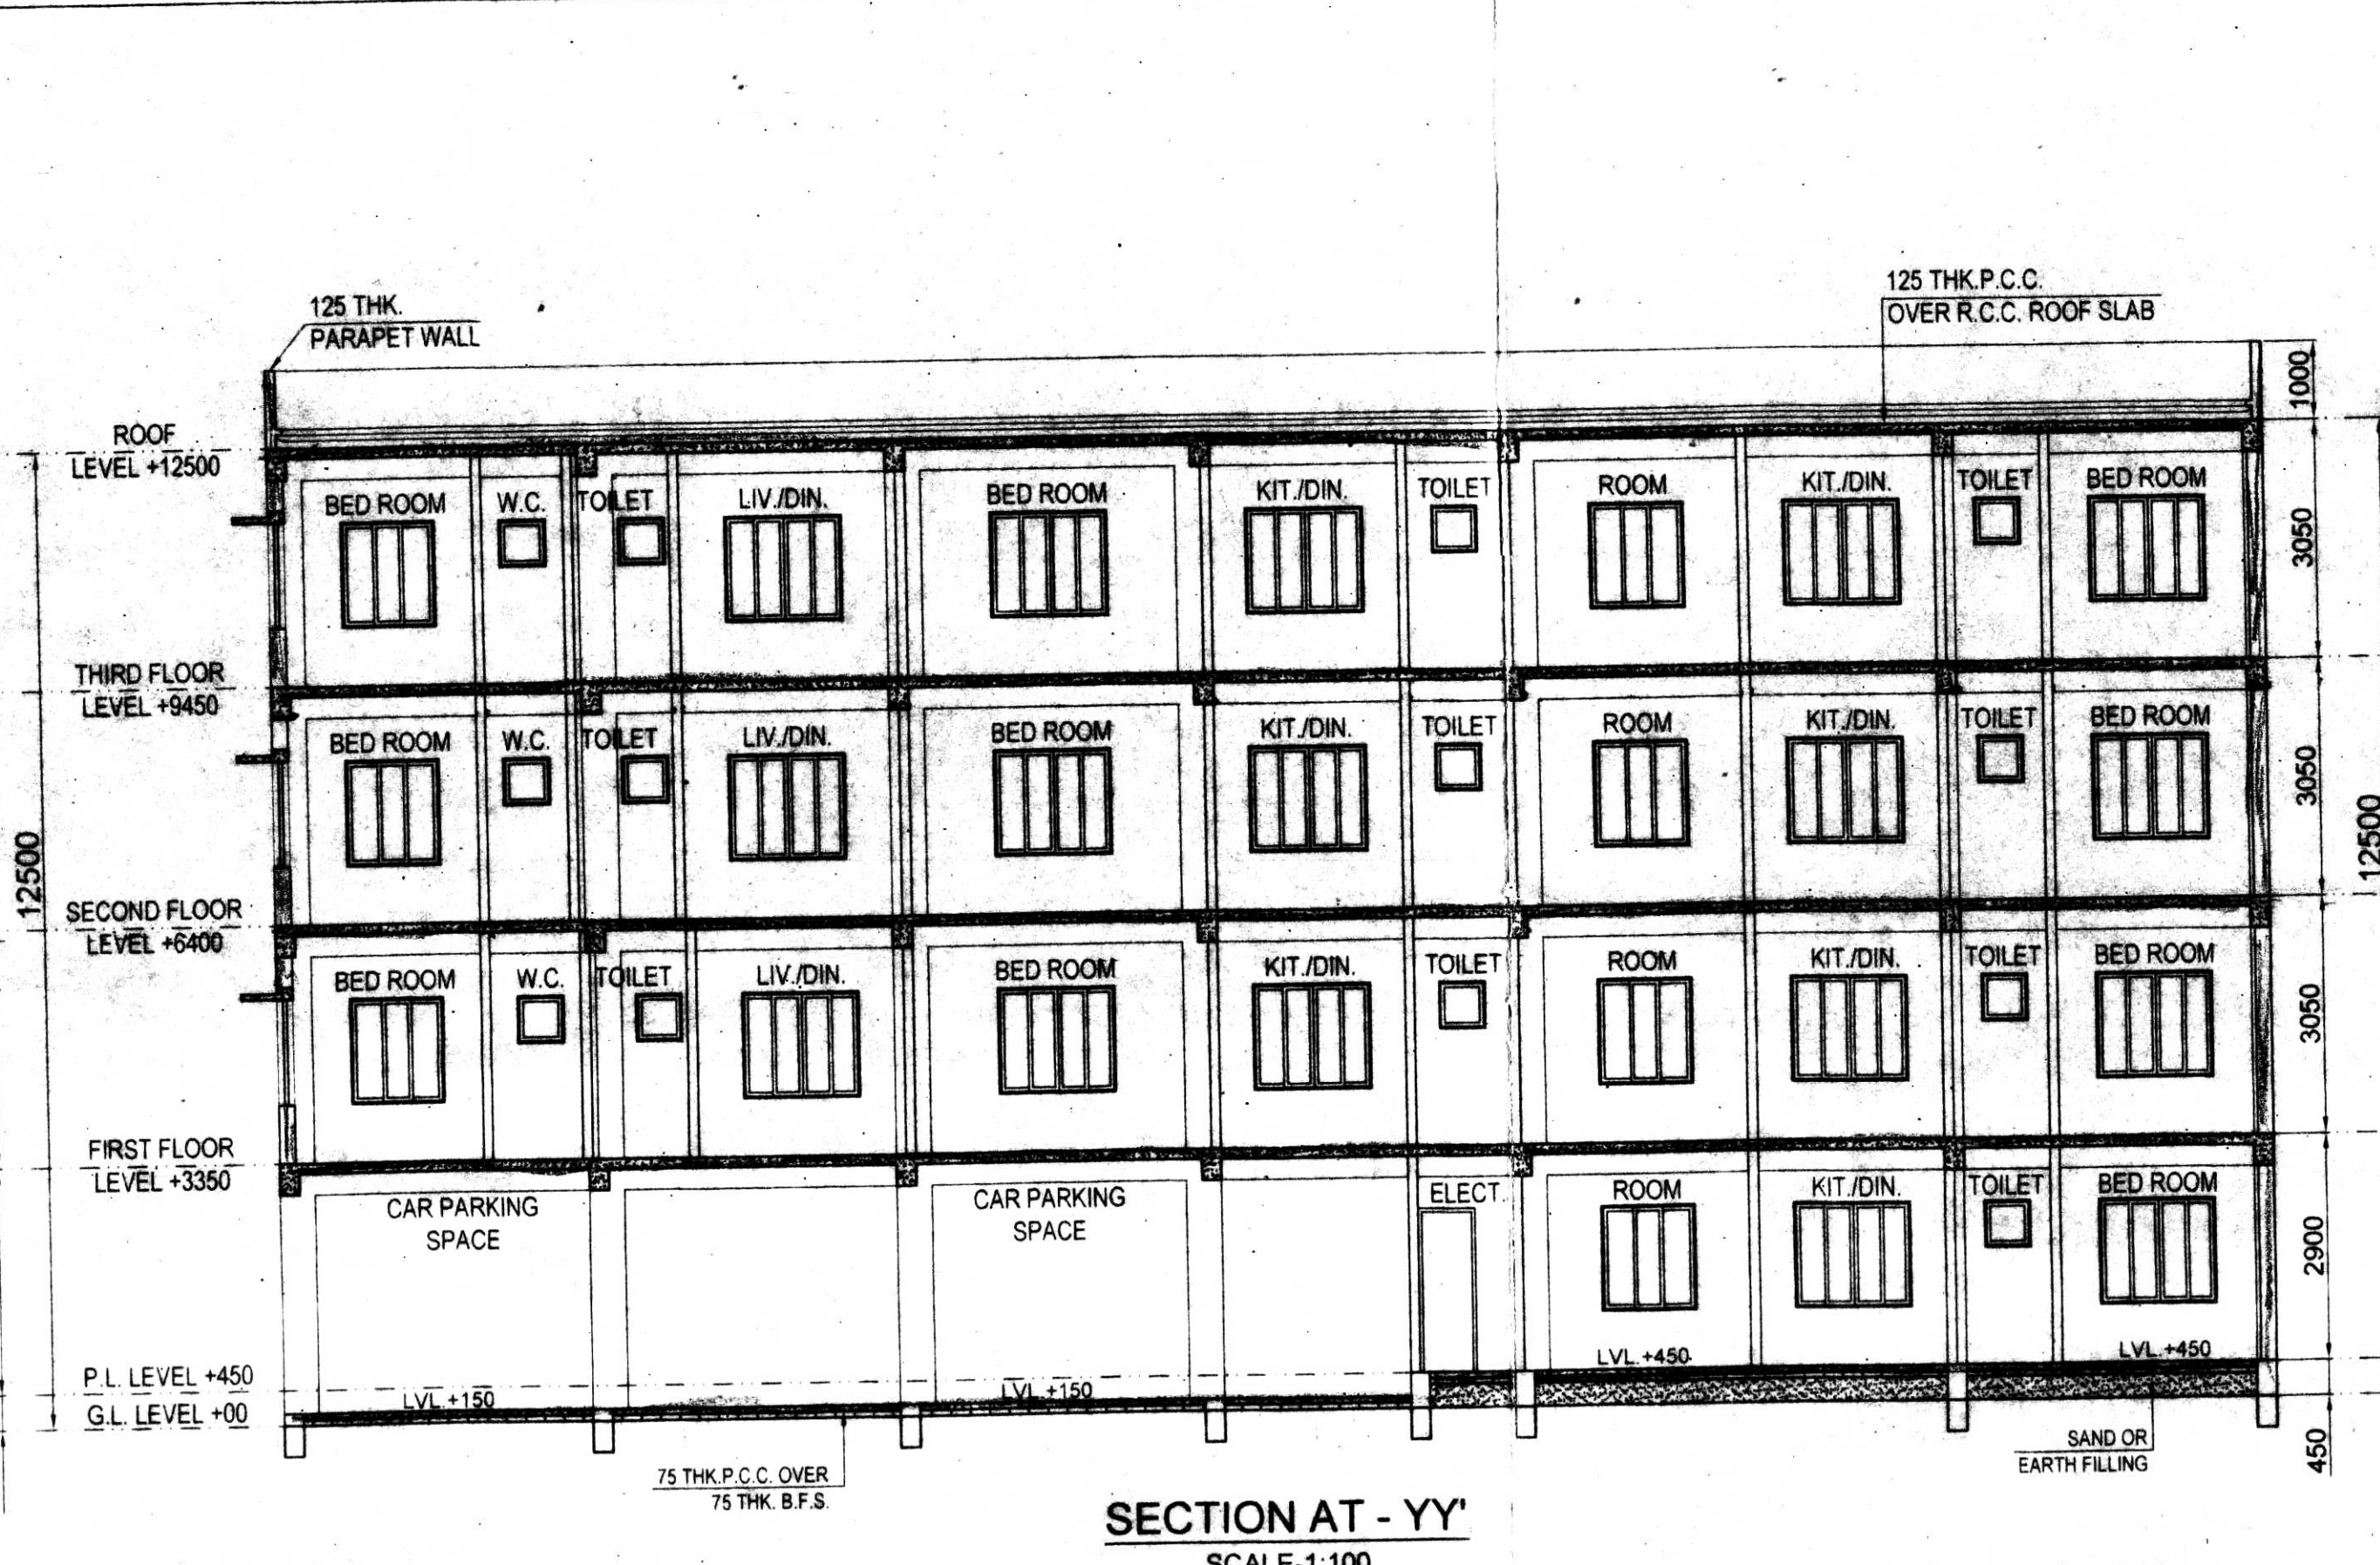 125 THK.
PARAPET WALL
125 THK.P.C.C.
OVER R.C.C. ROOF SLAB
1000
ROOF
LEVEL +12500
BED ROOM W.C. TOILET LIV./DIN. BED ROOM KIT./DIN. TOILET ROOM KIT./DIN. TOILET BED ROOM
3050
THIRD FLOOR
LEVEL +9450
BED ROOM W.C. TOILET LIV./DIN. BED ROOM KIT./DIN. TOILET ROOM KIT./DIN. TOILET BED ROOM
3050
12500
12500
SECOND FLOOR
LEVEL +6400
BED ROOM W.C. TOILET LIV./DIN. BED ROOM KIT./DIN. TOILET ROOM KIT./DIN. TOILET BED ROOM
3050
FIRST FLOOR
LEVEL +3350
CAR PARKING
SPACE
CAR PARKING
SPACE
ELECT. ROOM KIT./DIN. TOILET BED ROOM
2900
LVL.+450 LVL.+450
P.L. LEVEL +450
G.L. LEVEL +00
LVL.+150 LVL.+150
75 THK.P.C.C. OVER
75 THK. B.F.S.
SAND OR
EARTH FILLING
450
SECTION AT - YY'
SCALE-1:100